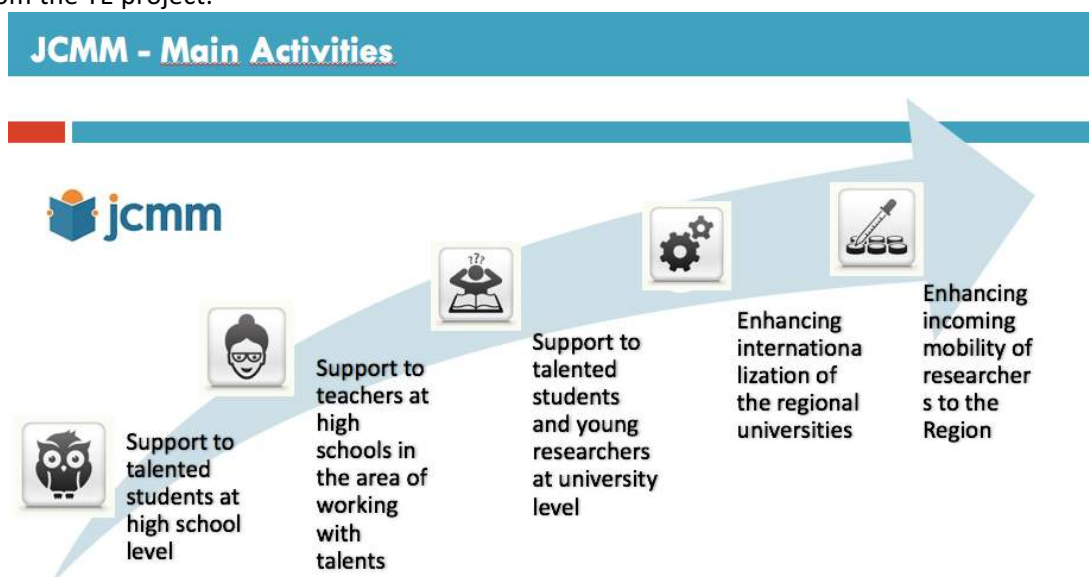 JCMM - Main Activities
jcmm
???
Support to
talented
students at
high school
level
Support to
teachers at
high
schools in
the area of
working
with
talents
Support to
talented
students
and young
researchers
at university
level
Enhancing
internationa
lization of
the regional
universities
Enhancing
incoming
mobility of
researcher
s to the
Region